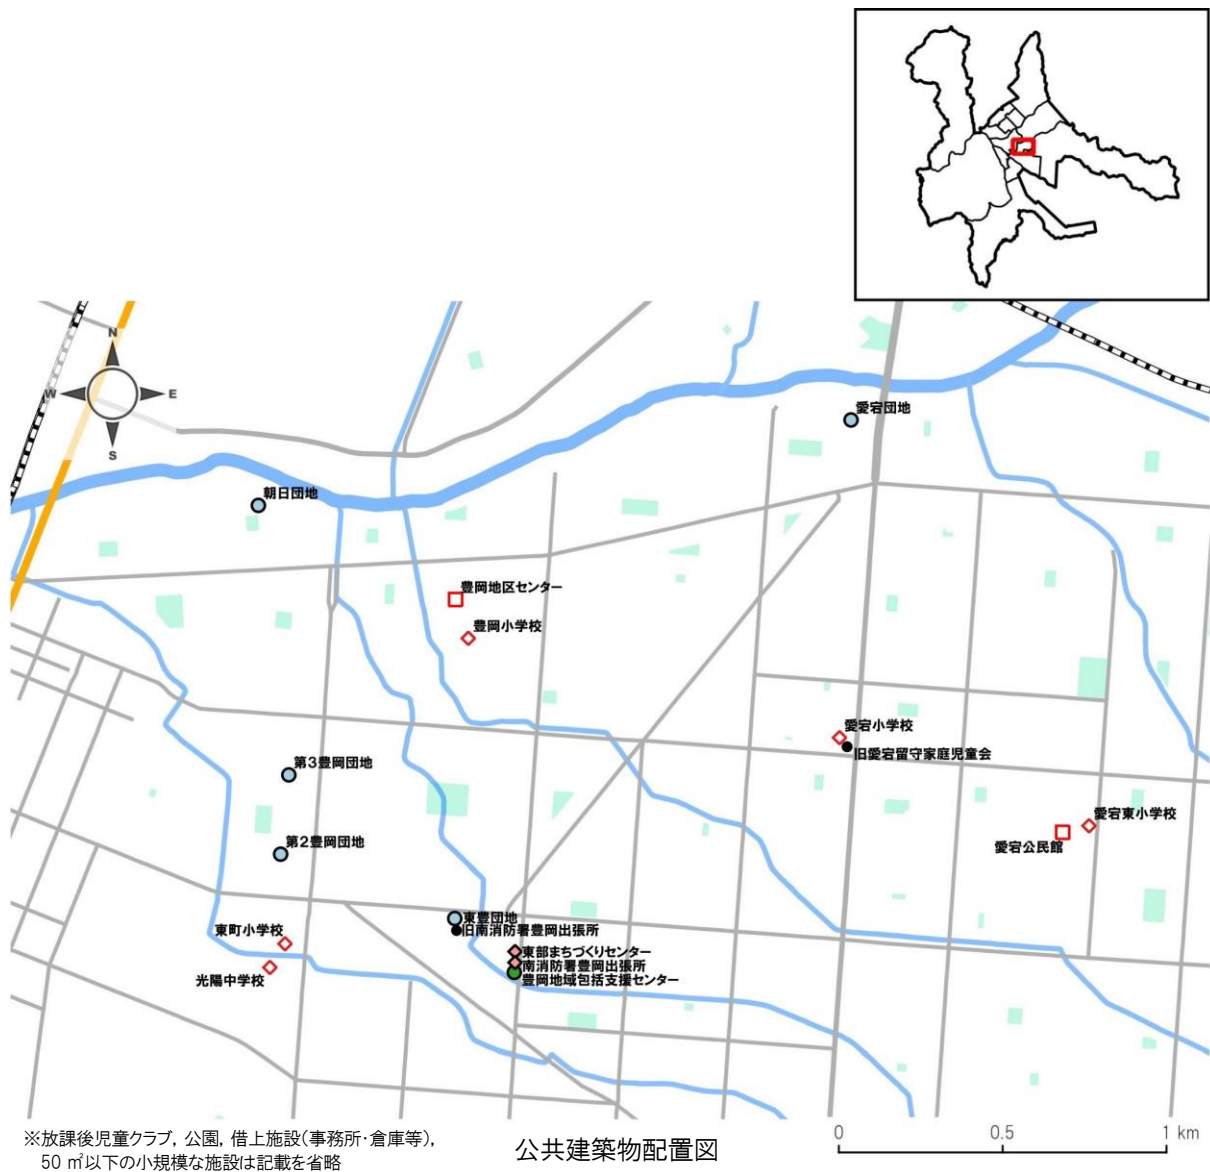 N
W
E
S
愛宕団地
朝日団地
豊岡地区センター
豊岡小学校
愛宕小学校
旧愛宕留守家庭児童会
第3豊岡団地
愛宕東小学校
愛宕公民館
第2豊岡団地
東豊団地
旧南消防署豊岡出張所
東町小学校
東部まちづくりセンター
南消防署豊岡出張所
光陽中学校
豊岡地域包括支援センター
※放課後児童クラブ，公園，借上施設（事務所・倉庫等），
50 ㎡以下の小規模な施設は記載を省略
公共建築物配置図
0 0.5 1 km